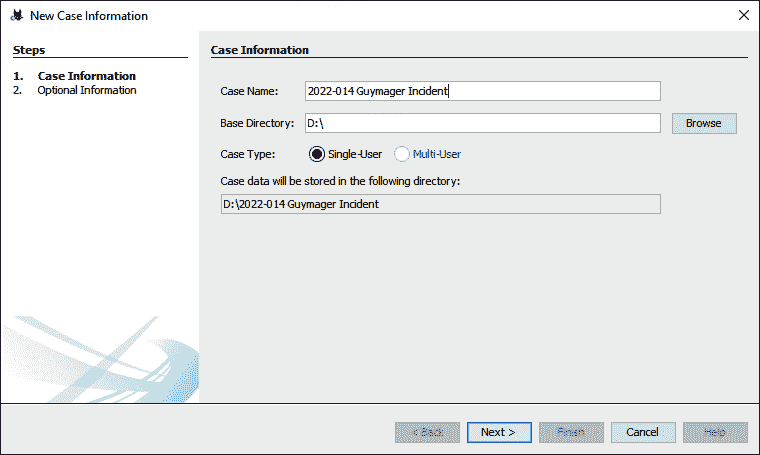 New Case Information
Steps
1. Case Information
2. Optional Information
Case Information
Case Name: 2022-014 Guymager Incident
Base Directory: D:\ Browse
Case Type: Single-User Multi-User
Case data will be stored in the following directory:
D:\2022-014 Guymager Incident
< Back Next > Finish Cancel Help